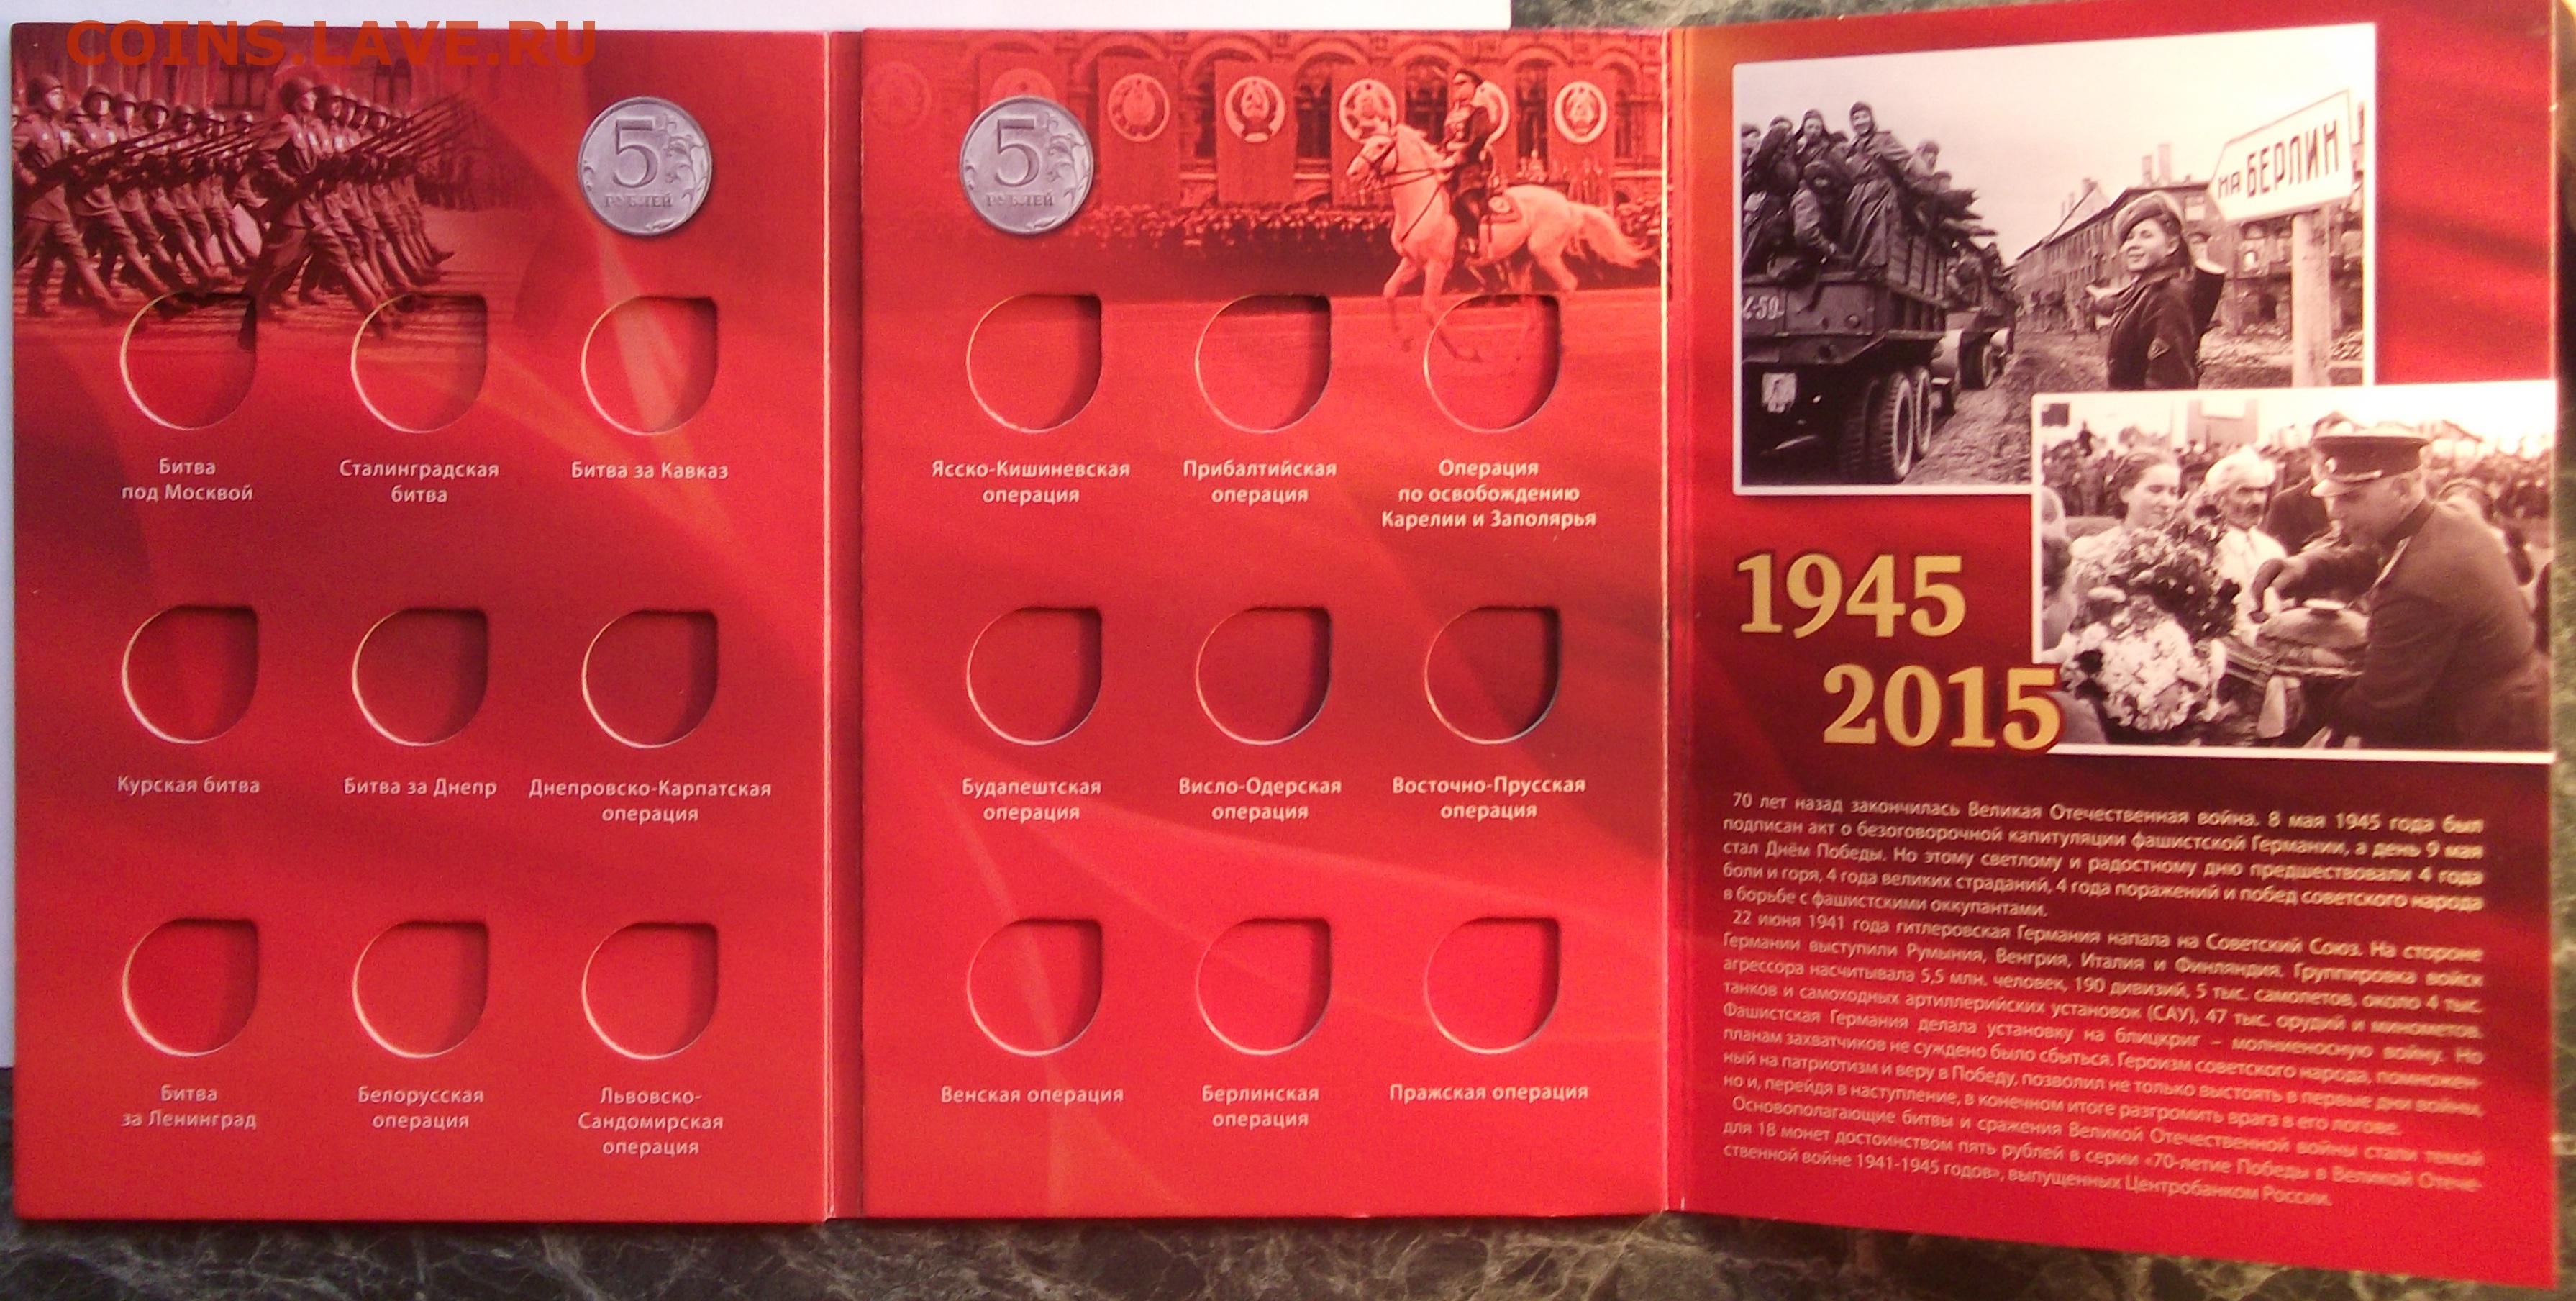 COINS.LAVE.RU
5
РУБЛЕЙ
Битва
под Москвой
Сталинградская
битва
Битва за Кавказ
Курская битва
Битва за Днепр
Днепровско-Карпатская
операция
Битва
за Ленинград
Белорусская
операция
Львовско-
Сандомирская
операция
5
РУБЛЕЙ
Ясско-Кишиневская
операция
Прибалтийская
операция
Операция
по освобождению
Карелии и Заполярья
Будапештская
операция
Висло-Одерская
операция
Восточно-Прусская
операция
Венская операция
Берлинская
операция
Пражская операция
НА БЕРЛИН
4-50-
1945
2015
70 лет назад закончилась Великая Отечественная война. 8 мая 1945 года был
подписан акт о безоговорочной капитуляции фашистской Германии, а день 9 мая
стал Днём Победы. Но этому светлому и радостному дню предшествовали 4 года
боли и горя, 4 года великих страданий, 4 года поражений и побед советского народа
в борьбе с фашистскими оккупантами.
22 июня 1941 года гитлеровская Германия напала на Советский Союз. На стороне
Германии выступили Румыния, Венгрия, Италия и Финляндия. Группировка войск
агрессора насчитывала 5,5 млн. человек, 190 дивизий, 5 тыс. самолетов, около 4 тыс.
танков и самоходных артиллерийских установок (САУ), 47 тыс. орудий и минометов.
Фашистская Германия делала установку на блицкриг – молниеносную войну. Но
планам захватчиков не суждено было сбыться. Героизм советского народа, помножен-
ный на патриотизм и веру в Победу, позволил не только выстоять в первые дни войны,
но и, перейдя в наступление, в конечном итоге разгромить врага в его логове.
Основополагающие битвы и сражения Великой Отечественной войны стали темой
для 18 монет достоинством пять рублей в серии «70-летие Победы в Великой Отече-
ственной войне 1941-1945 годов», выпущенных Центробанком России.